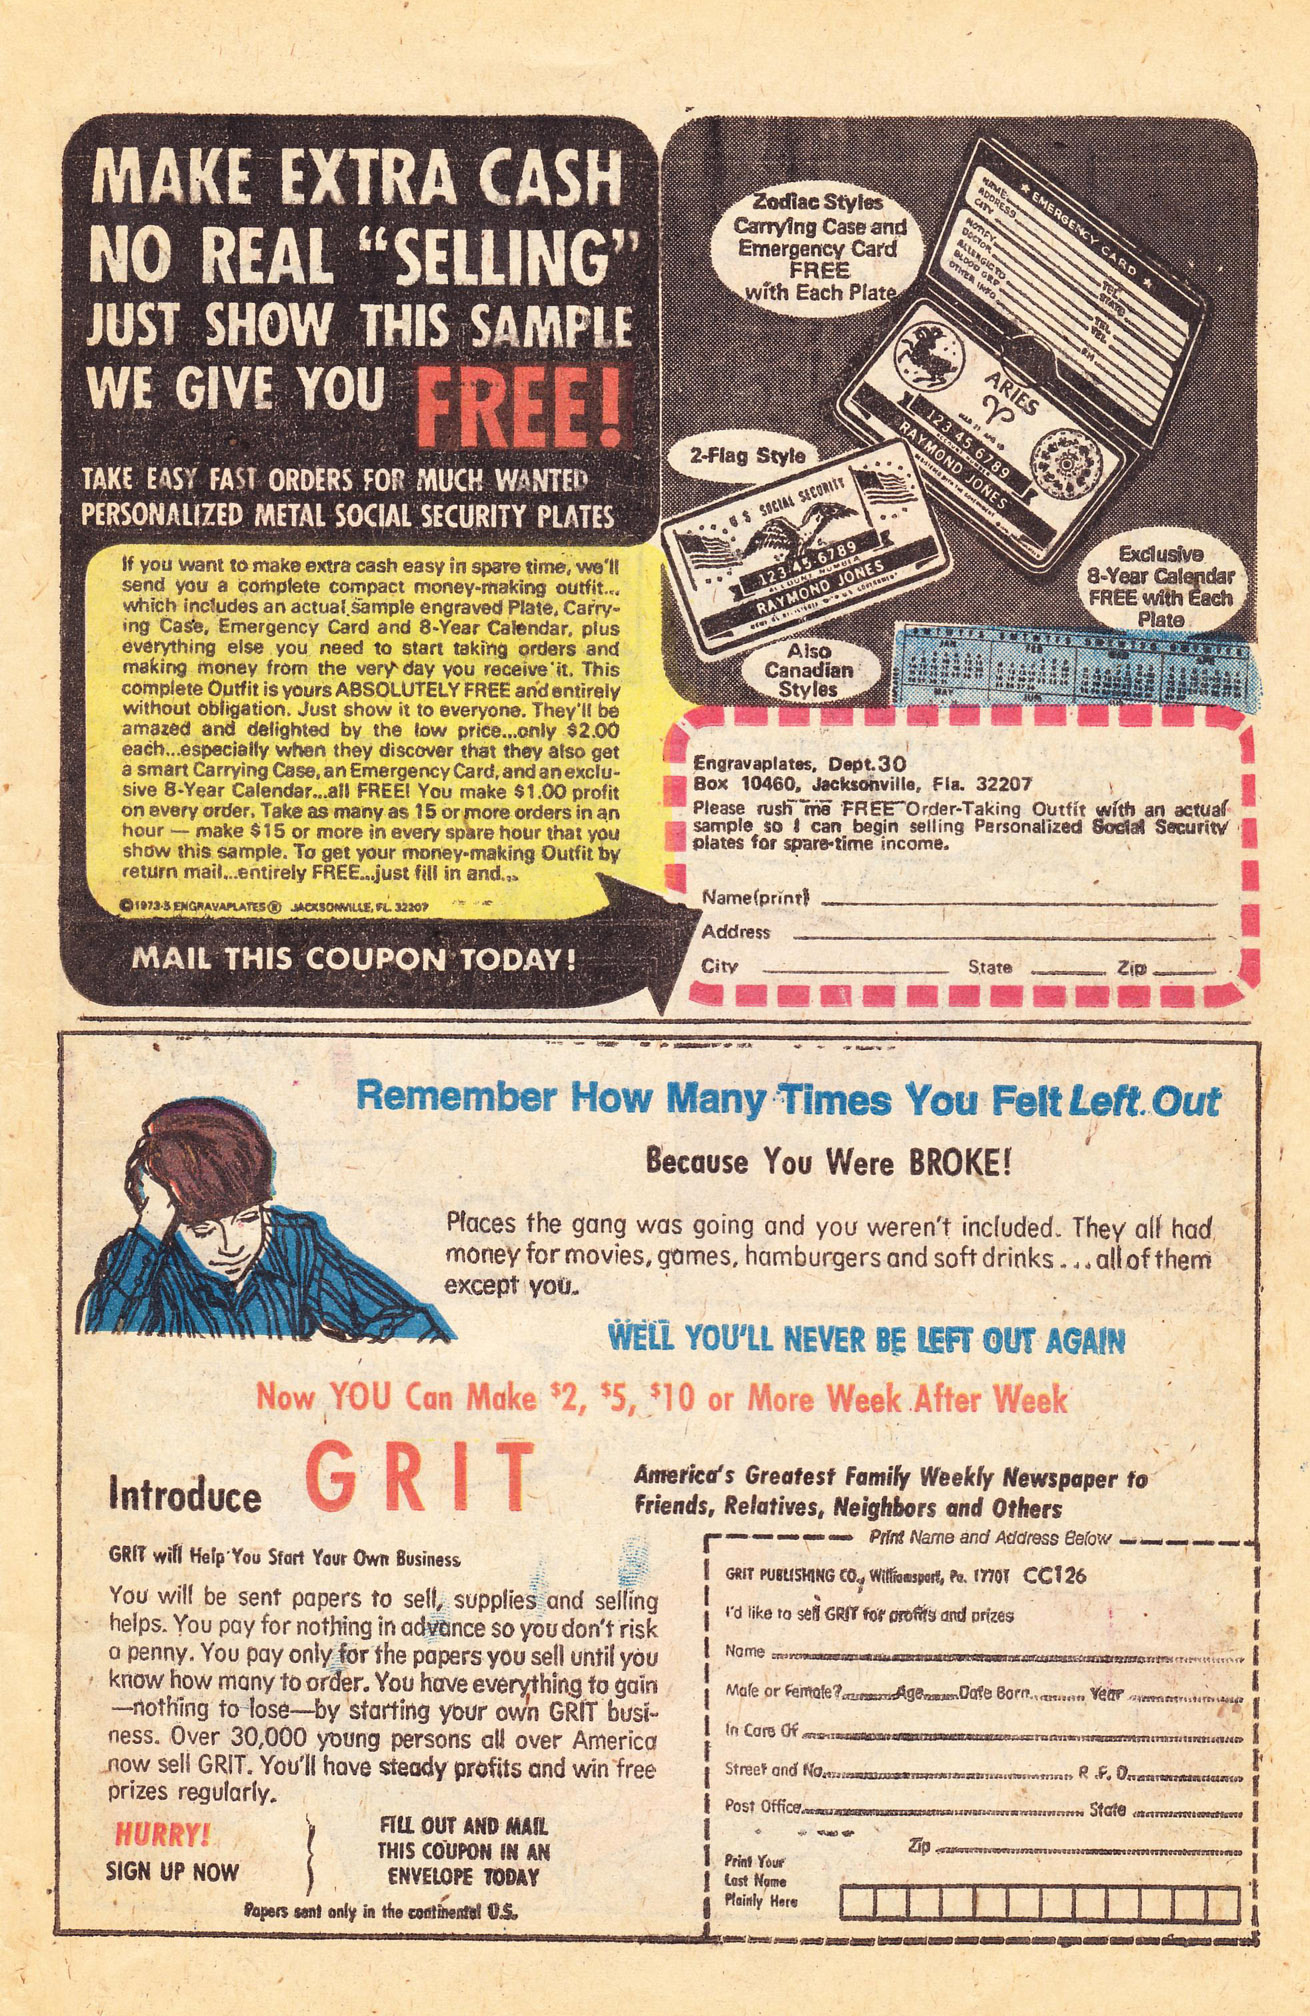 MAKE EXTRA CASH
NO REAL "SELLING"
JUST SHOW THIS SAMPLE
WE GIVE YOU FREE!
TAKE EASY FAST ORDERS FOR MUCH WANTED
PERSONALIZED METAL SOCIAL SECURITY PLATES
If you want to make extra cash easy in spare time, we'll
send you a complete compact money-making outfit...
which includes an actual sample engraved Plate, Carry-
ing Case, Emergency Card and 8-Year Calendar, plus
everything else you need to start taking orders and
making money from the very day you receive it. This
complete Outfit is yours ABSOLUTELY FREE and entirely
without obligation. Just show it to everyone. They'll be
amazed and delighted by the low price...only $2.00
each...especially when they discover that they also get
a smart Carrying Case, an Emergency Card, and an exclu-
sive 8-Year Calendar...all FREE! You make $1.00 profit
on every order. Take as many as 15 or more orders in an
hour — make $15 or more in every spare hour that you
show this sample. To get your money-making Outfit by
return mail...entirely FREE...just fill in and...
©1973-5 ENGRAVAPLATES® JACKSONVILLE, FL. 32207
MAIL THIS COUPON TODAY!
Zodiac Styles
Carrying Case and
Emergency Card
FREE
with Each Plate
★ EMERGENCY CARD ★
NAME
ADDRESS
CITY
TEL.
STATE
NOTIFY
DOCTOR
ALLERGIC TO
BLOOD GRP.
OTHER INFO.
TEL.
TEL.
RH
ARIES
123-45-6789
RAYMOND JONES
2-Flag Style
U S SOCIAL SECURITY
123-45-6789
ACCOUNT NUMBER
RAYMOND JONES
Exclusive
8-Year Calendar
FREE with Each
Plate
Also
Canadian
Styles
JAN FEB MAR APR
MAY JUN
Engravaplates, Dept.30
Box 10460, Jacksonville, Fla. 32207
Please rush me FREE Order-Taking Outfit with an actual
sample so I can begin selling Personalized Social Security
plates for spare-time income.
Name(print)
Address
City State Zip
Remember How Many Times You Felt Left Out
Because You Were BROKE!
Places the gang was going and you weren't included. They all had
money for movies, games, hamburgers and soft drinks . . . all of them
except you.
WELL YOU'LL NEVER BE LEFT OUT AGAIN
Now YOU Can Make $2, $5, $10 or More Week After Week
Introduce GRIT
America's Greatest Family Weekly Newspaper to
Friends, Relatives, Neighbors and Others
GRIT will Help You Start Your Own Business
You will be sent papers to sell, supplies and selling
helps. You pay for nothing in advance so you don't risk
a penny. You pay only for the papers you sell until you
know how many to order. You have everything to gain
—nothing to lose—by starting your own GRIT busi-
ness. Over 30,000 young persons all over America
now sell GRIT. You'll have steady profits and win free
prizes regularly.
HURRY!
SIGN UP NOW
FILL OUT AND MAIL
THIS COUPON IN AN
ENVELOPE TODAY
Papers sent only in the continental U.S.
Print Name and Address Below
GRIT PUBLISHING CO., Williamsport, Pa. 17701 CC126
I'd like to sell GRIT for profits and prizes
Name
Male or Female? Age Date Born Year
In Care Of
Street and No. R. F. D.
Post Office State
Zip
Print Your
Last Name
Plainly Here